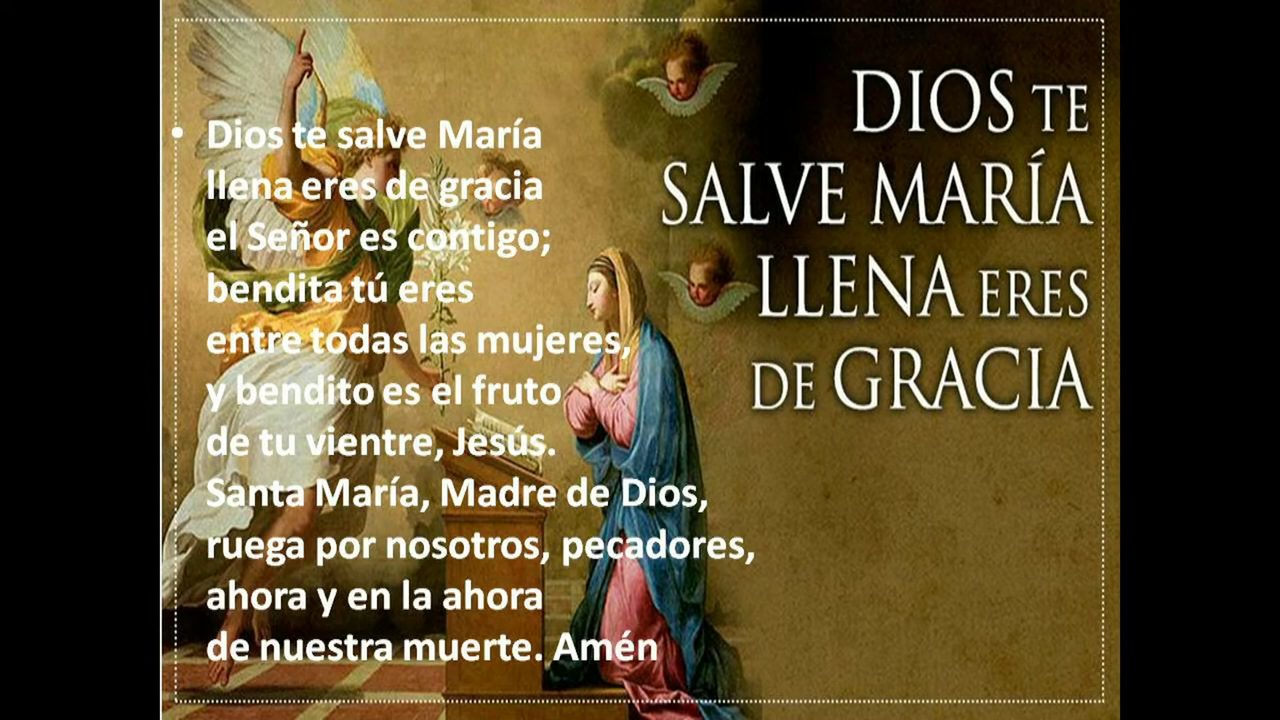 • Dios te salve María
llena eres de gracia
el Señor es contigo;
bendita tú eres
entre todas las mujeres,
y bendito es el fruto
de tu vientre, Jesús.
Santa María, Madre de Dios,
ruega por nosotros, pecadores,
ahora y en la ahora
de nuestra muerte. Amén
DIOS TE
SALVE MARÍA
LLENA ERES
DE GRACIA